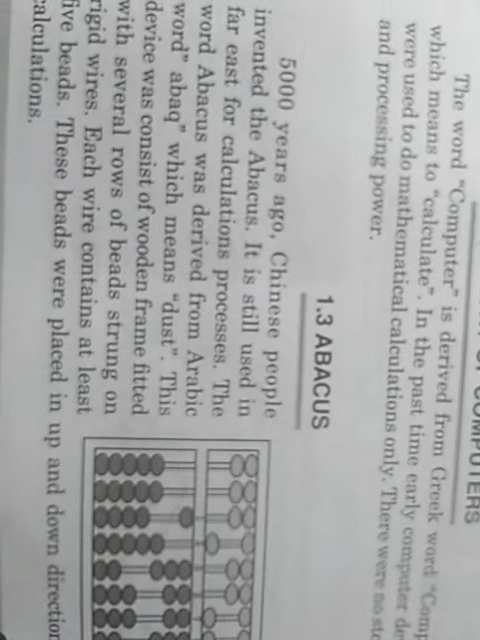 OF COMPUTERS
The word "Computer" is derived from Greek word "Com
which means to "calculate". In the past time early computer de
were used to do mathematical calculations only. There were no st
and processing power.
1.3 ABACUS
5000 years ago, Chinese people
invented the Abacus. It is still used in
far east for calculations processes. The
word Abacus was derived from Arabic
word" abaq" which means "dust". This
device was consist of wooden frame fitted
with several rows of beads strung on
rigid wires. Each wire contains at least
five beads. These beads were placed in up and down direction
calculations.